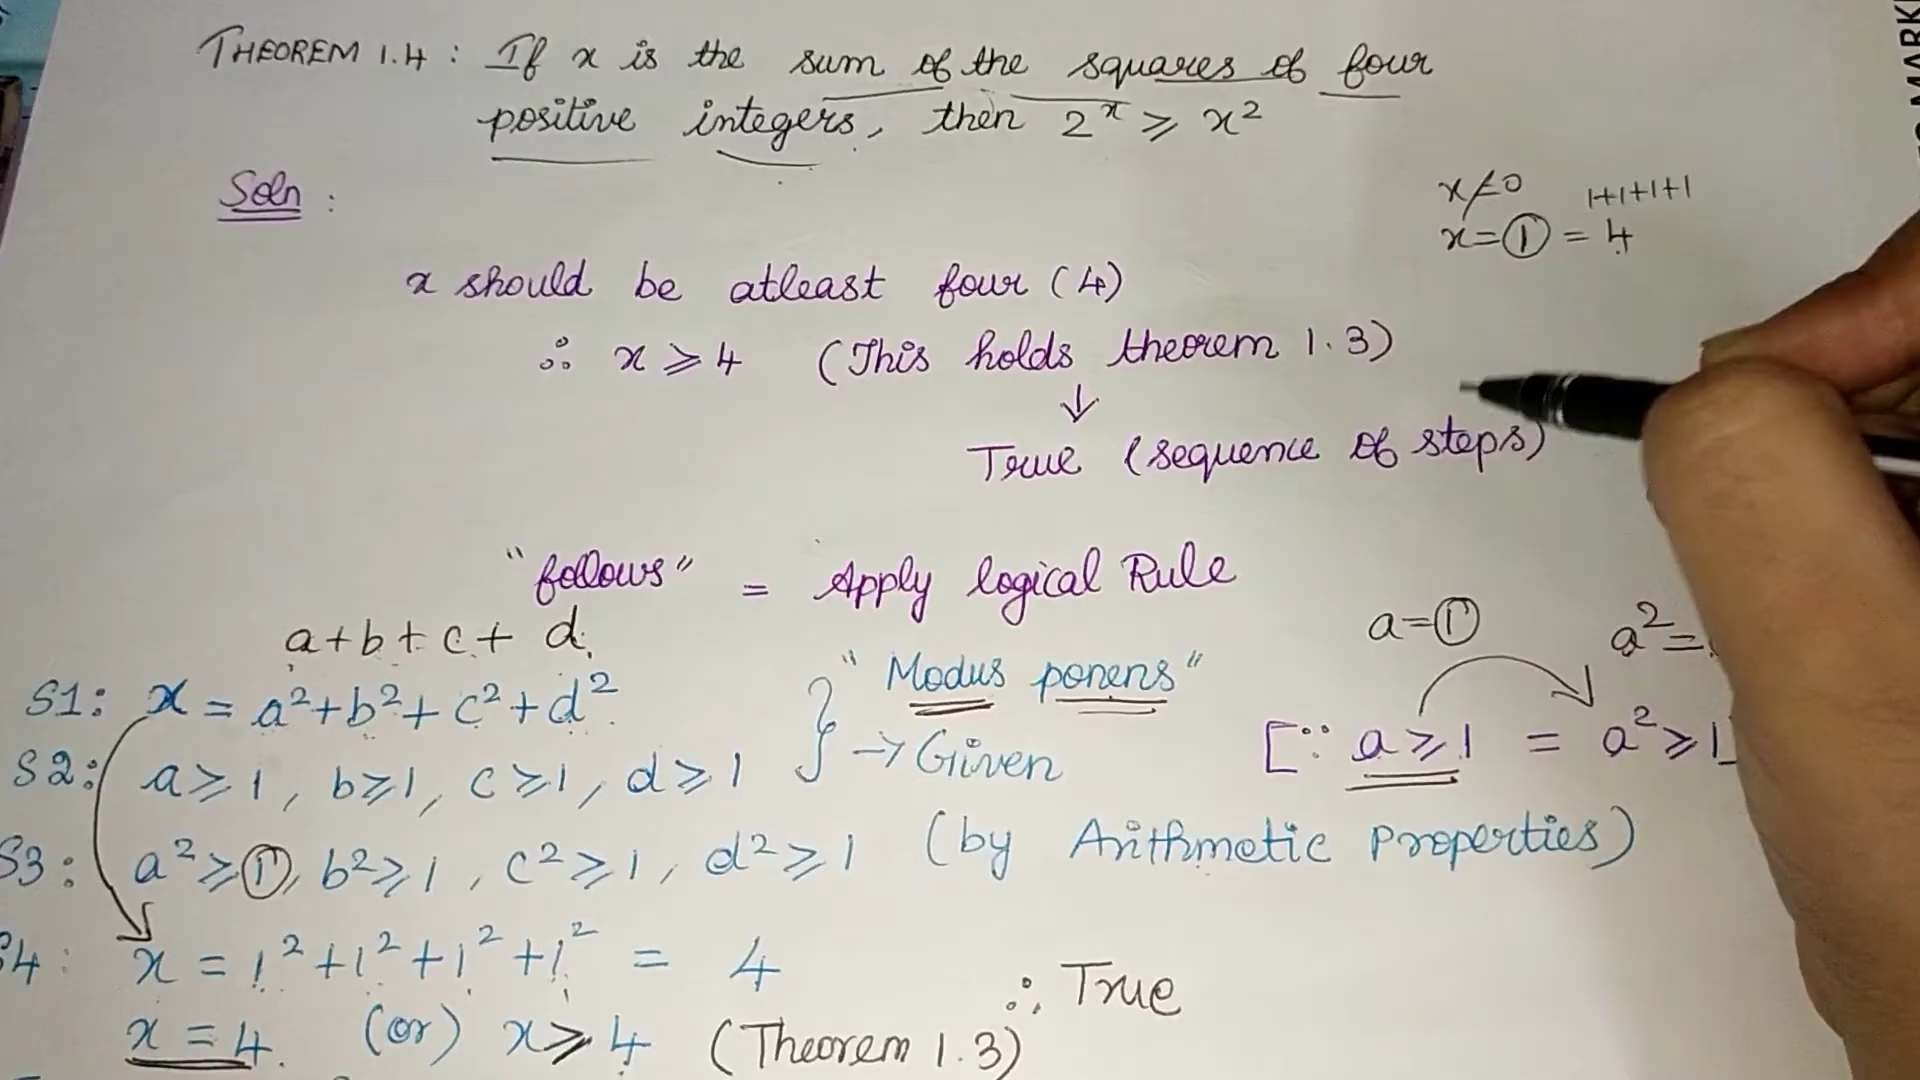 THEOREM 1.4 : If x is the sum of the squares of four
positive integers, then 2^x ≥ x²
Soln :
x≠0 1+1+1+1
x=① = 4
x should be atleast four (4)
∴ x ≥ 4 (This holds theorem 1.3)
↓
True (sequence of steps)
"follows" = Apply logical Rule
a+b+c+d.
a=① a²=
S1: x = a²+b²+c²+d²
"Modus ponens"
S2: a≥1, b≥1, c≥1, d≥1
→ Given
[∵ a≥1 = a²≥1]
S3: a²≥①, b²≥1, c²≥1, d²≥1 (by Arithmetic properties)
S4: x = 1²+1²+1²+1² = 4
∴ True
x=4. (or) x≥4 (Theorem 1.3)
MARK